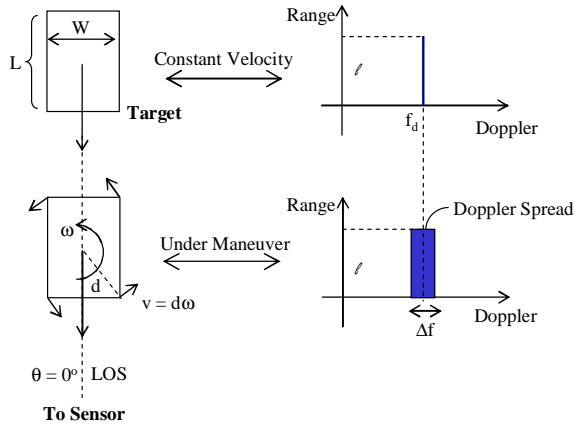 W
L
Constant Velocity
Target
Range
ℓ
f_d
Doppler
ω
d
v = dω
Under Maneuver
Range
Doppler Spread
ℓ
Doppler
Δf
θ = 0° LOS
To Sensor